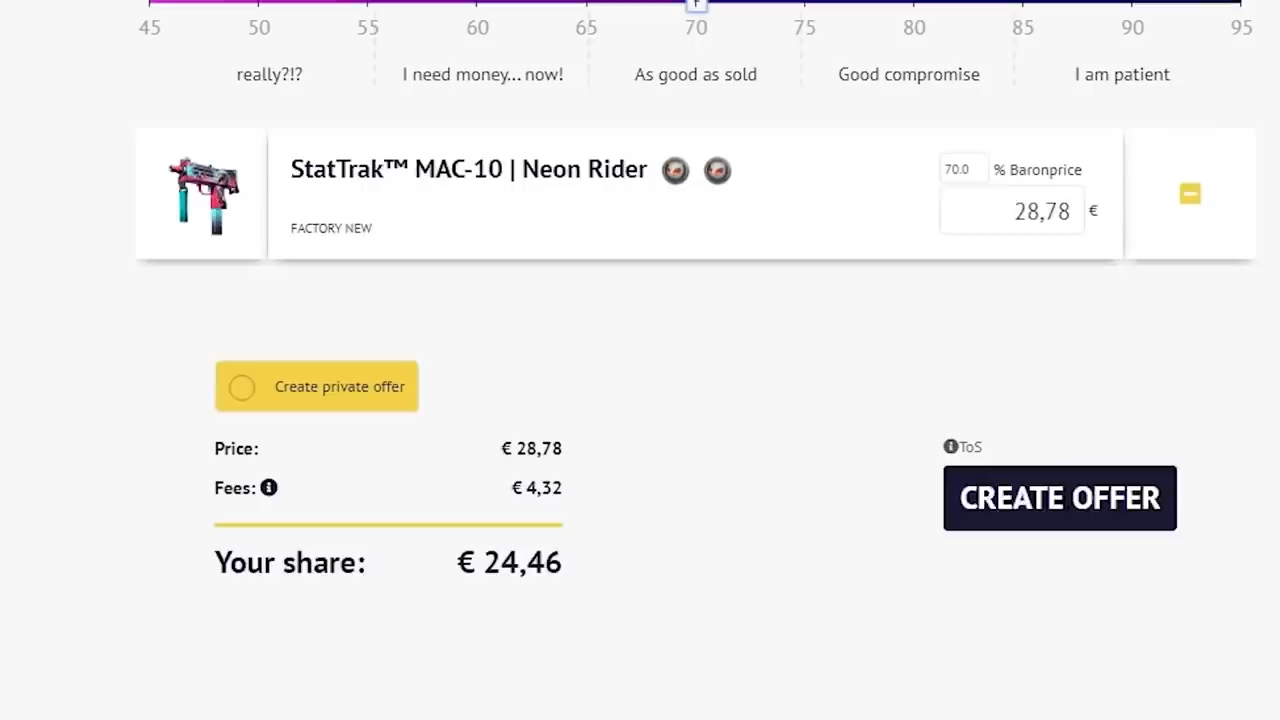 45 50 55 60 65 70 75 80 85 90 95
really?!? I need money... now! As good as sold Good compromise I am patient
StatTrak™ MAC-10 | Neon Rider
70.0 % Baronprice
28,78 €
FACTORY NEW
Create private offer
Price: € 28,78
ToS
Fees: € 4,32
CREATE OFFER
Your share: € 24,46